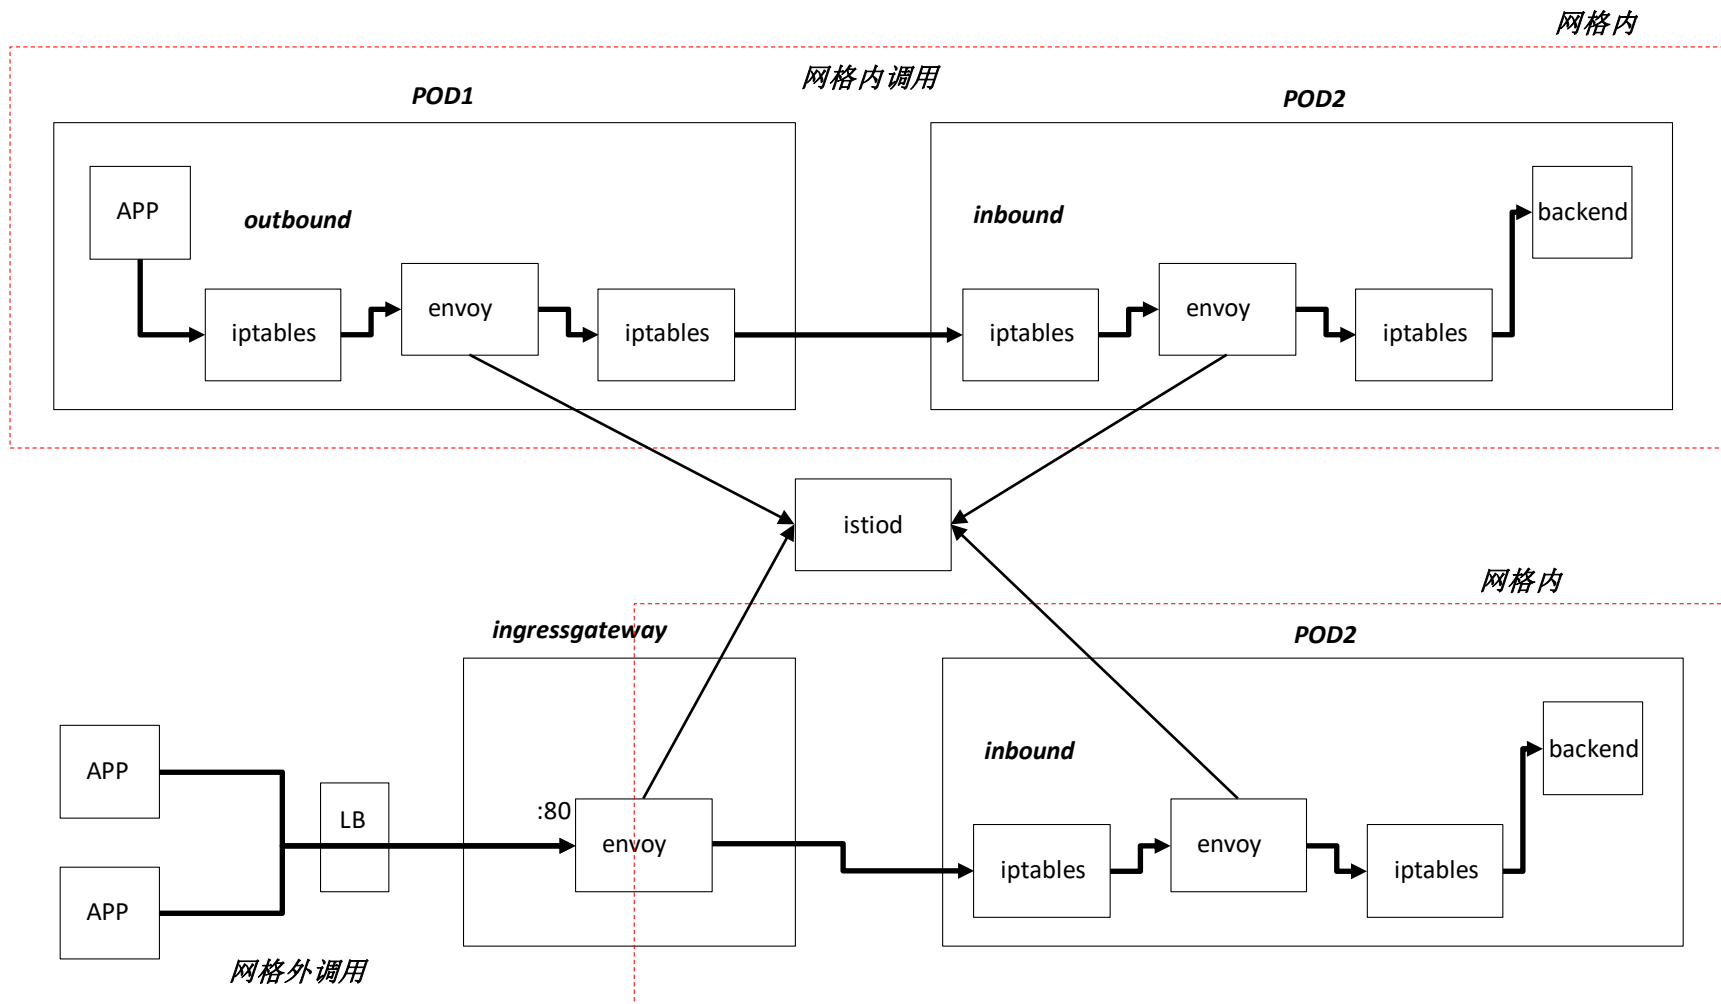 网格内
网格内调用
POD1
POD2
APP
outbound
inbound
backend
iptables
envoy
iptables
iptables
envoy
iptables
istiod
网格内
ingressgateway
POD2
APP
LB
:80
envoy
inbound
backend
iptables
envoy
iptables
APP
网格外调用